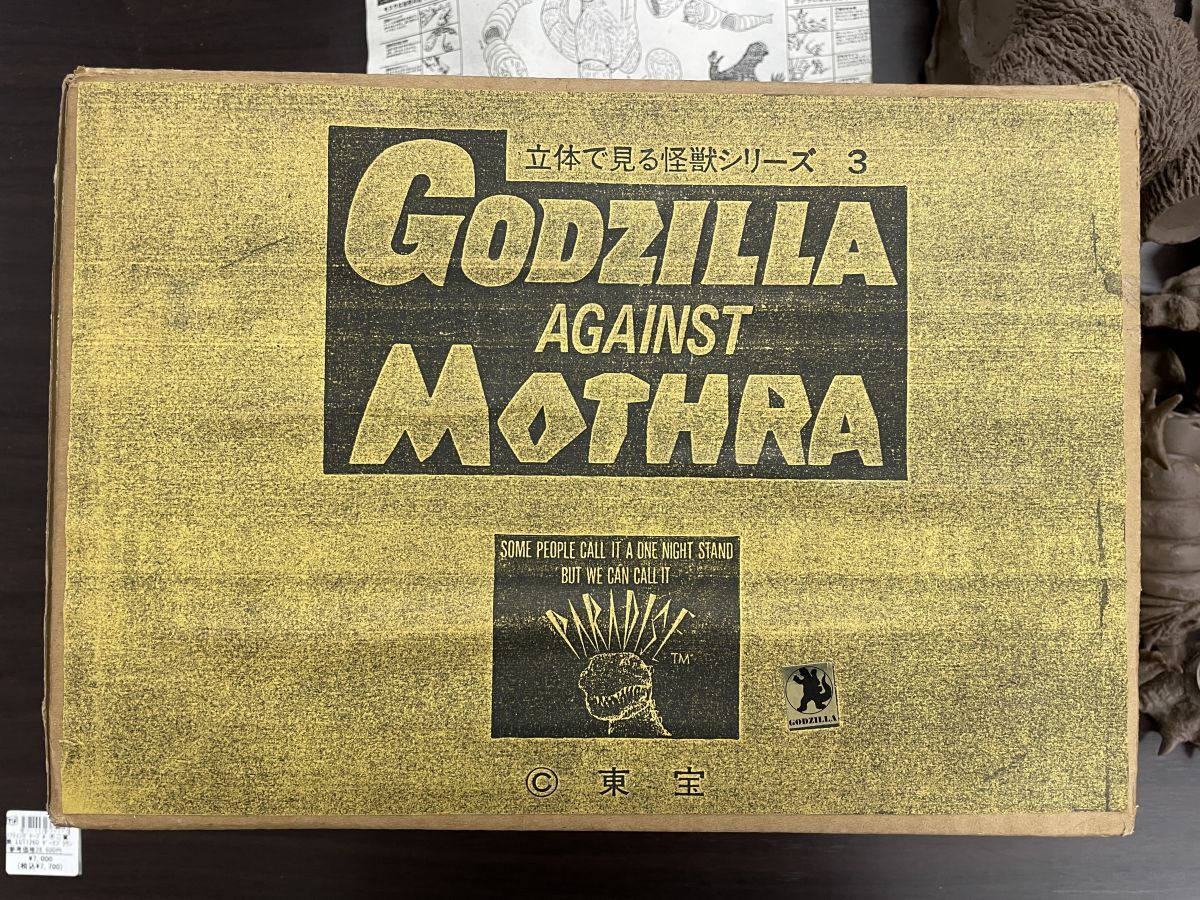 立体で見る怪獣シリーズ 3
GODZILLA
AGAINST
MOTHRA
SOME PEOPLE CALL IT A ONE NIGHT STAND
BUT WE CAN CALL IT
PARADISE
TM
GODZILLA
© 東 宝
¥7,000
(税込¥7,700)